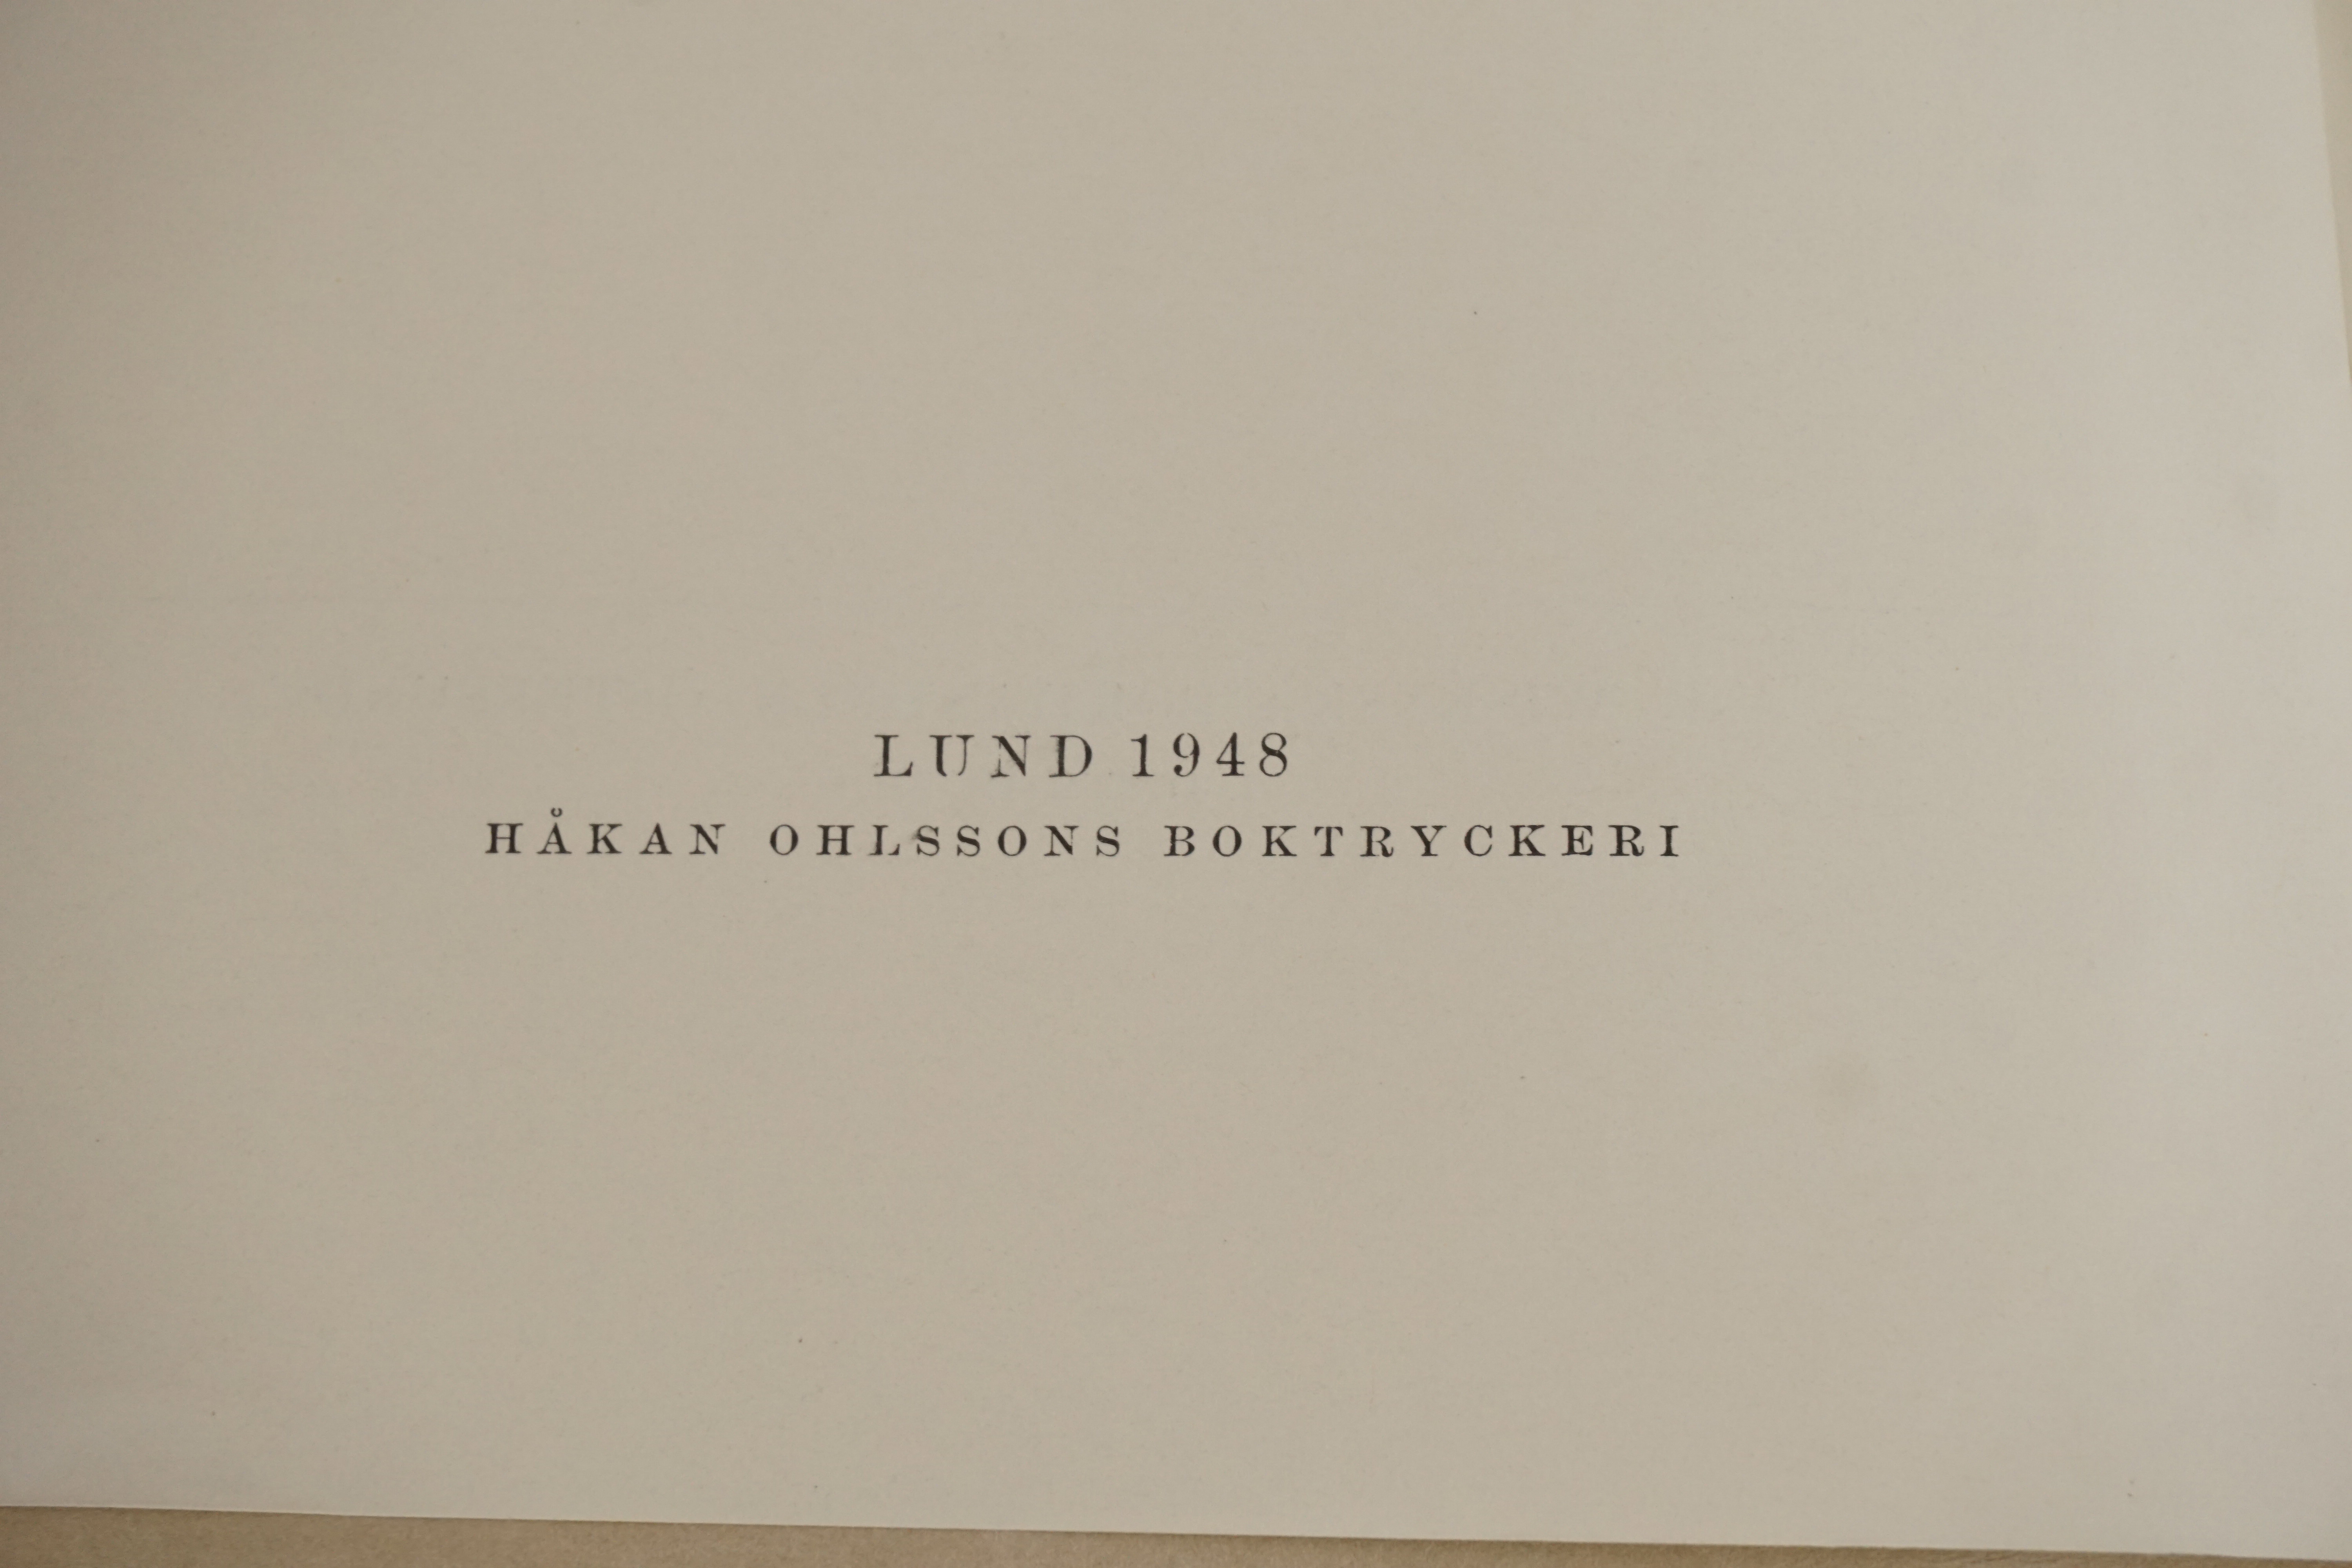 LUND 1948
HÅKAN OHLSSONS BOKTRYCKERI